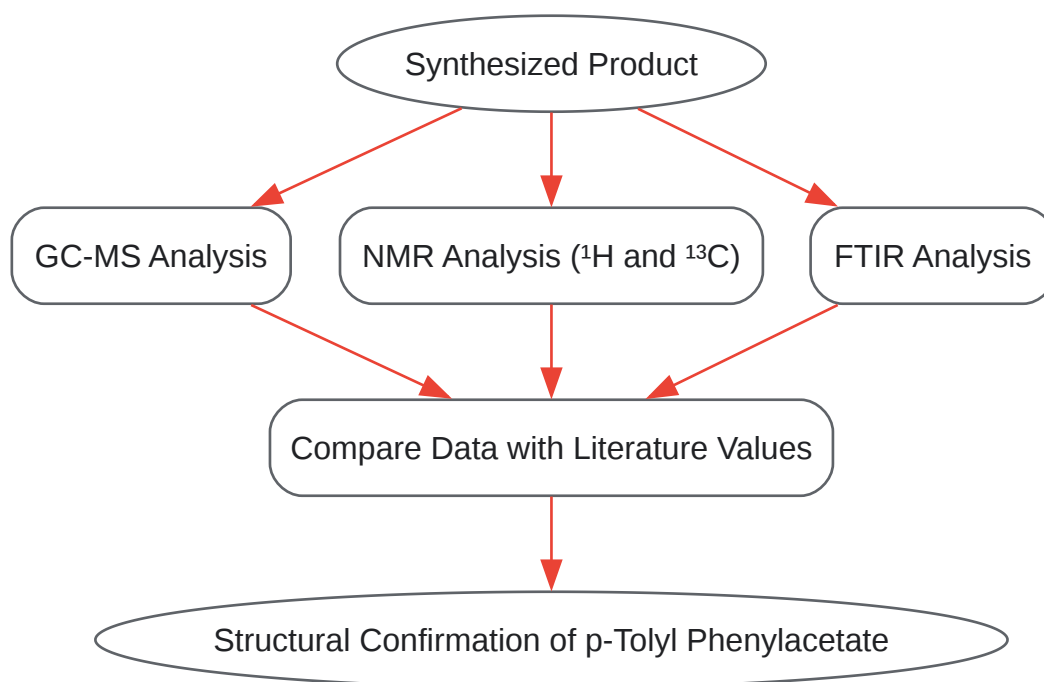 Synthesized Product
GC-MS Analysis
NMR Analysis (¹H and ¹³C)
FTIR Analysis
Compare Data with Literature Values
Structural Confirmation of p-Tolyl Phenylacetate